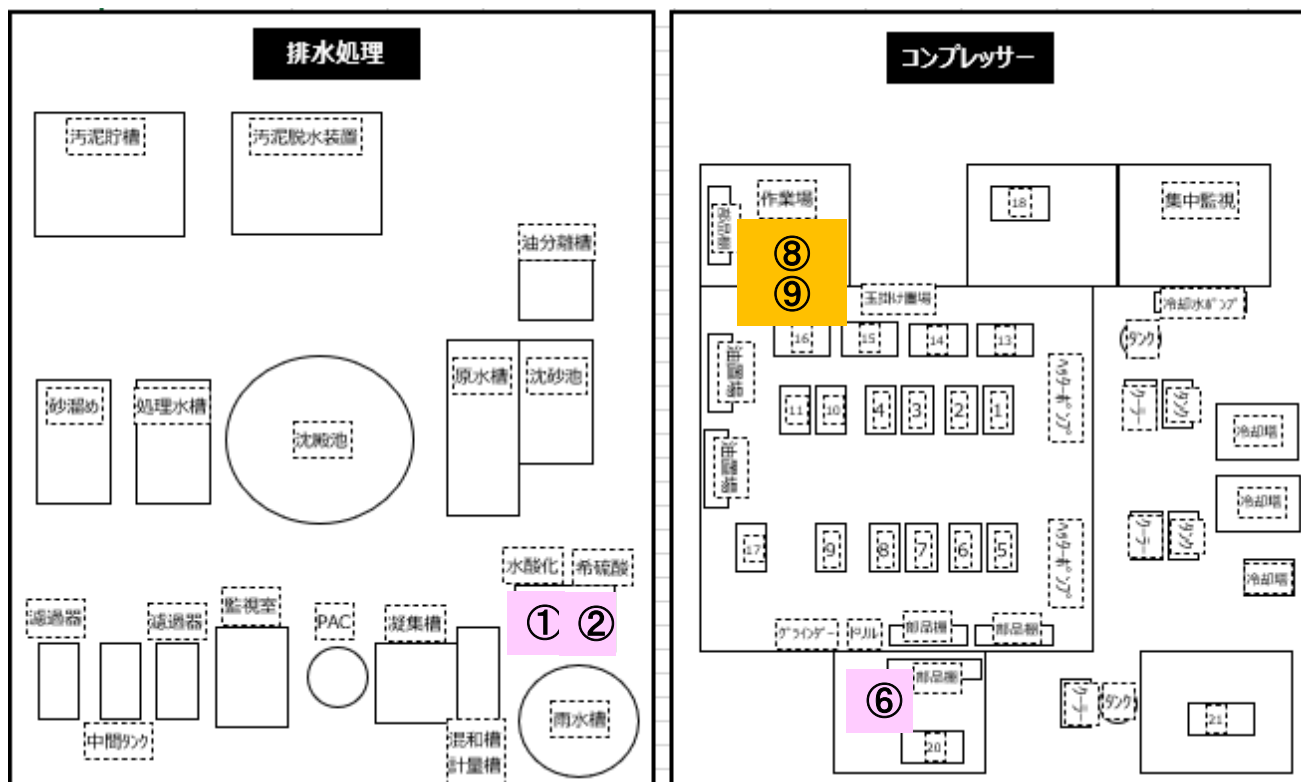 排水処理
汚泥貯槽
汚泥脱水装置
油分離槽
原水槽
沈砂池
砂溜め
処理水槽
沈殿池
水酸化
希硫酸
① ②
濾過器
濾過器
監視室
PAC
凝集槽
中間タンク
混和槽
計量槽
雨水槽
コンプレッサー
作業場
18
集中監視
⑧
⑨
玉掛け置場
冷却水ポンプ
タンク
16
15
14
13
11
10
4
3
2
1
クーラー
タンク
冷却塔
冷却塔
17
9
8
7
6
5
クーラー
タンク
冷却塔
グラインダー
ドリル
部品棚
部品棚
部品棚
⑥
クーラー
タンク
20
21